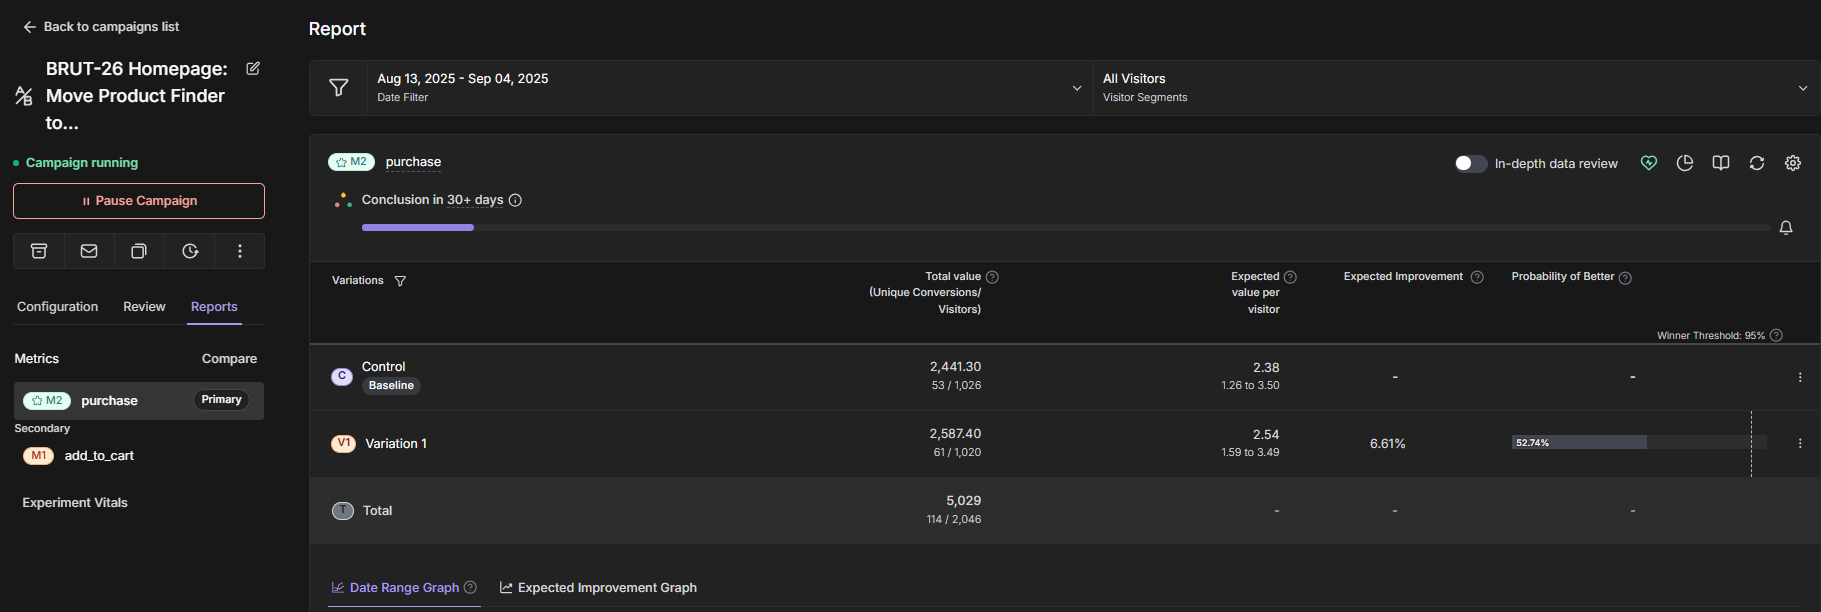 Back to campaigns list
BRUT-26 Homepage:
Move Product Finder
to...
Campaign running
Pause Campaign
Configuration
Review
Reports
Metrics
Compare
M2
purchase
Primary
Secondary
M1
add_to_cart
Experiment Vitals
Report
Aug 13, 2025 - Sep 04, 2025
Date Filter
All Visitors
Visitor Segments
M2
purchase
In-depth data review
Conclusion in 30+ days
Variations
Total value
(Unique Conversions/
Visitors)
Expected
value per
visitor
Expected Improvement
Probability of Better
Winner Threshold: 95%
C
Control
Baseline
2,441.30
53 / 1,026
2.38
1.26 to 3.50
-
-
V1
Variation 1
2,587.40
61 / 1,020
2.54
1.59 to 3.49
6.61%
52.74%
T
Total
5,029
114 / 2,046
-
-
-
Date Range Graph
Expected Improvement Graph